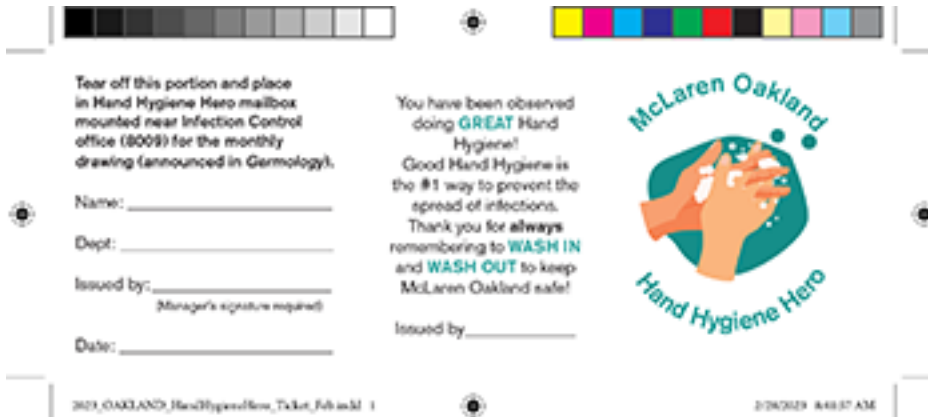 Tear off this portion and place
in Hand Hygiene Hero mailbox
mounted near Infection Control
office (8009) for the monthly
drawing (announced in Germology).
Name:
Dept:
Issued by:
(Manager's signature required)
Date:
You have been observed
doing GREAT Hand
Hygiene!
Good Hand Hygiene is
the #1 way to prevent the
spread of infections.
Thank you for always
remembering to WASH IN
and WASH OUT to keep
McLaren Oakland safe!
Issued by
McLaren Oakland
Hand Hygiene Hero
2023_OAKLAND_HandHygieneHero_Ticket_Feb.indd 1
AM